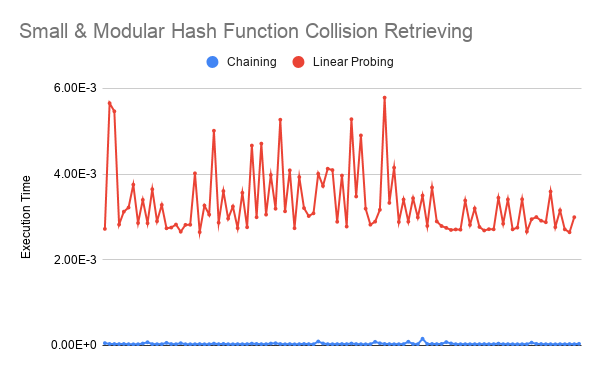 Small & Modular Hash Function Collision Retrieving
Chaining Linear Probing
6.00E-3
4.00E-3
2.00E-3
0.00E+0
Execution Time